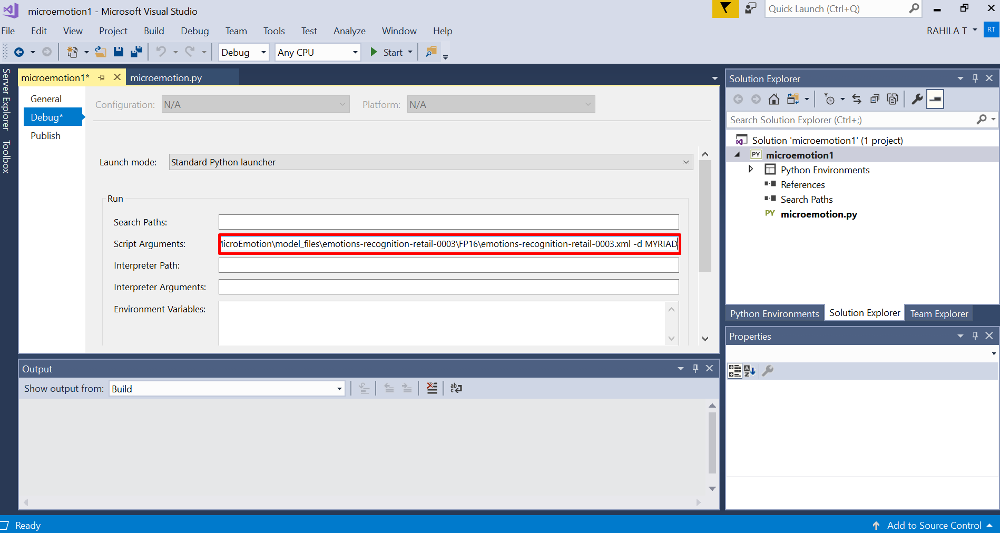 microemotion1 - Microsoft Visual Studio
Quick Launch (Ctrl+Q)
File Edit View Project Build Debug Team Tools Test Analyze Window Help
RAHILA T
RT
Debug
Any CPU
Start
Server Explorer
Toolbox
microemotion1*
microemotion.py
General
Debug*
Publish
Configuration: N/A
Platform: N/A
Launch mode: Standard Python launcher
Run
Search Paths:
Script Arguments: MicroEmotion\model_files\emotions-recognition-retail-0003\FP16\emotions-recognition-retail-0003.xml -d MYRIAD
Interpreter Path:
Interpreter Arguments:
Environment Variables:
Output
Show output from: Build
Solution Explorer
Search Solution Explorer (Ctrl+;)
Solution 'microemotion1' (1 project)
PY microemotion1
Python Environments
References
Search Paths
PY microemotion.py
Python Environments Solution Explorer Team Explorer
Properties
Ready
Add to Source Control